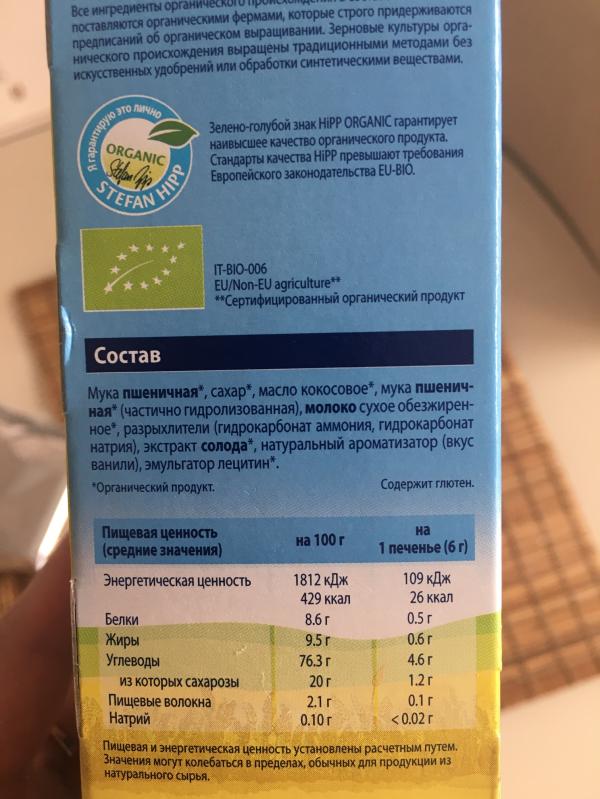 Все ингредиенты органического
поставляются органическими фермами, которые строго придерживаются
предписаний об органическом выращивании. Зерновые культуры орга-
нического происхождения выращены традиционными методами без
искусственных удобрений или обработки синтетическими веществами.
Я гарантирую это лично
ORGANIC
Stefan Hipp
STEFAN HIPP
Зелено-голубой знак HiPP ORGANIC гарантирует
наивысшее качество органического продукта.
Стандарты качества HiPP превышают требования
Европейского законодательства EU-BIO.
IT-BIO-006
EU/Non-EU agriculture**
**Сертифицированный органический продукт
Состав
Мука пшеничная*, сахар*, масло кокосовое*, мука пшенич-
ная* (частично гидролизованная), молоко сухое обезжирен-
ное*, разрыхлители (гидрокарбонат аммония, гидрокарбонат
натрия), экстракт солода*, натуральный ароматизатор (вкус
ванили), эмульгатор лецитин*.
*Органический продукт. Содержит глютен.
Пищевая ценность
(средние значения) на 100 г на
1 печенье (6 г)
Энергетическая ценность 1812 кДж 109 кДж
429 ккал 26 ккал
Белки 8.6 г 0.5 г
Жиры 9.5 г 0.6 г
Углеводы 76.3 г 4.6 г
из которых сахарозы 20 г 1.2 г
Пищевые волокна 2.1 г 0.1 г
Натрий 0.10 г < 0.02 г
Пищевая и энергетическая ценность установлены расчетным путем.
Значения могут колебаться в пределах, обычных для продукции из
натурального сырья.